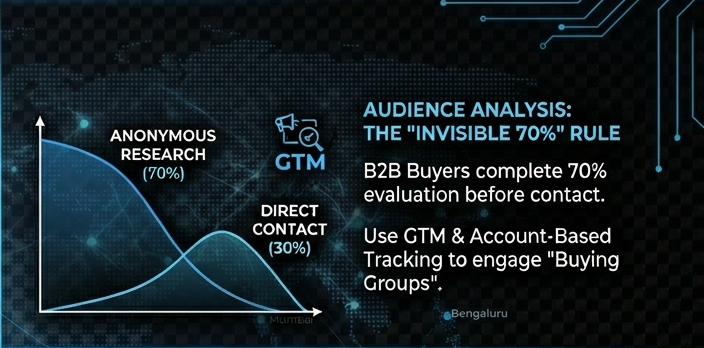 ANONYMOUS
RESEARCH
(70%)
GTM
DIRECT
CONTACT
(30%)
AUDIENCE ANALYSIS:
THE "INVISIBLE 70%" RULE
B2B Buyers complete 70%
evaluation before contact.
Use GTM & Account-Based
Tracking to engage "Buying
Groups".
Mumbai
Bengaluru